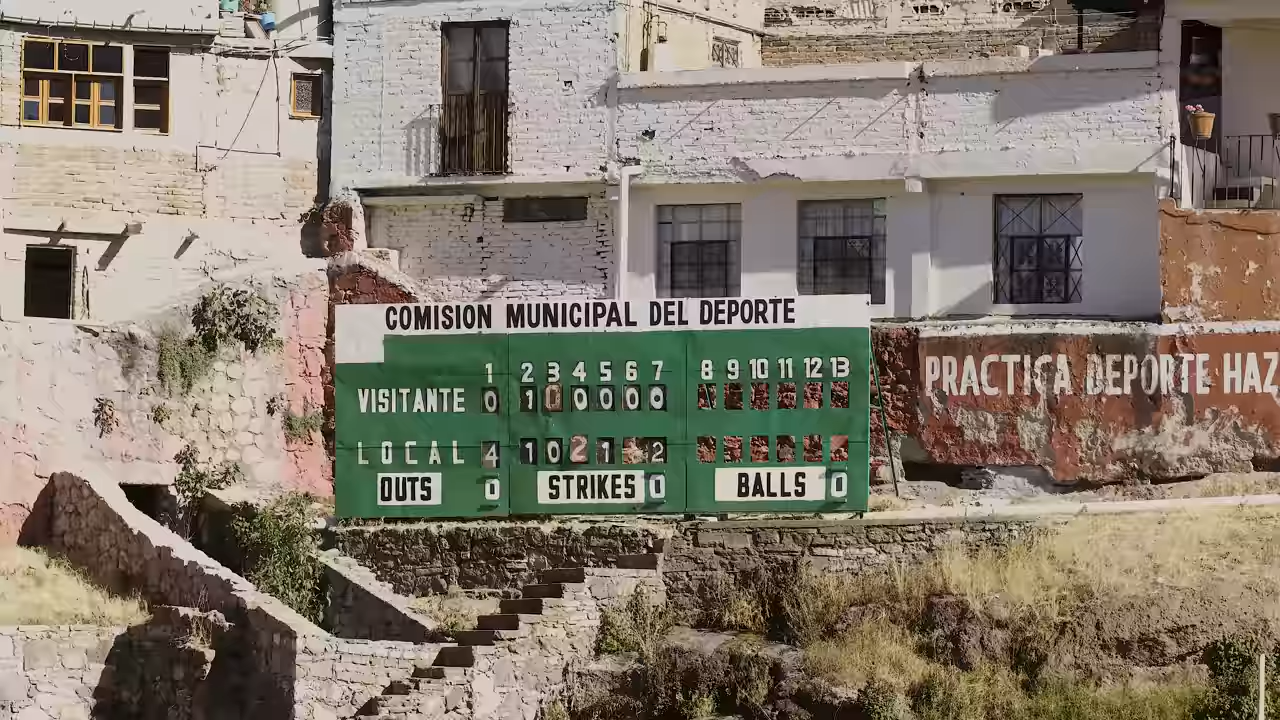 COMISION MUNICIPAL DEL DEPORTE
1 2 3 4 5 6 7 8 9 10 11 12 13
VISITANTE 0 1 0 0 0 0 0
LOCAL 4 1 0 2 1 2
OUTS 0 STRIKES 0 BALLS 0
PRACTICA DEPORTE HAZ